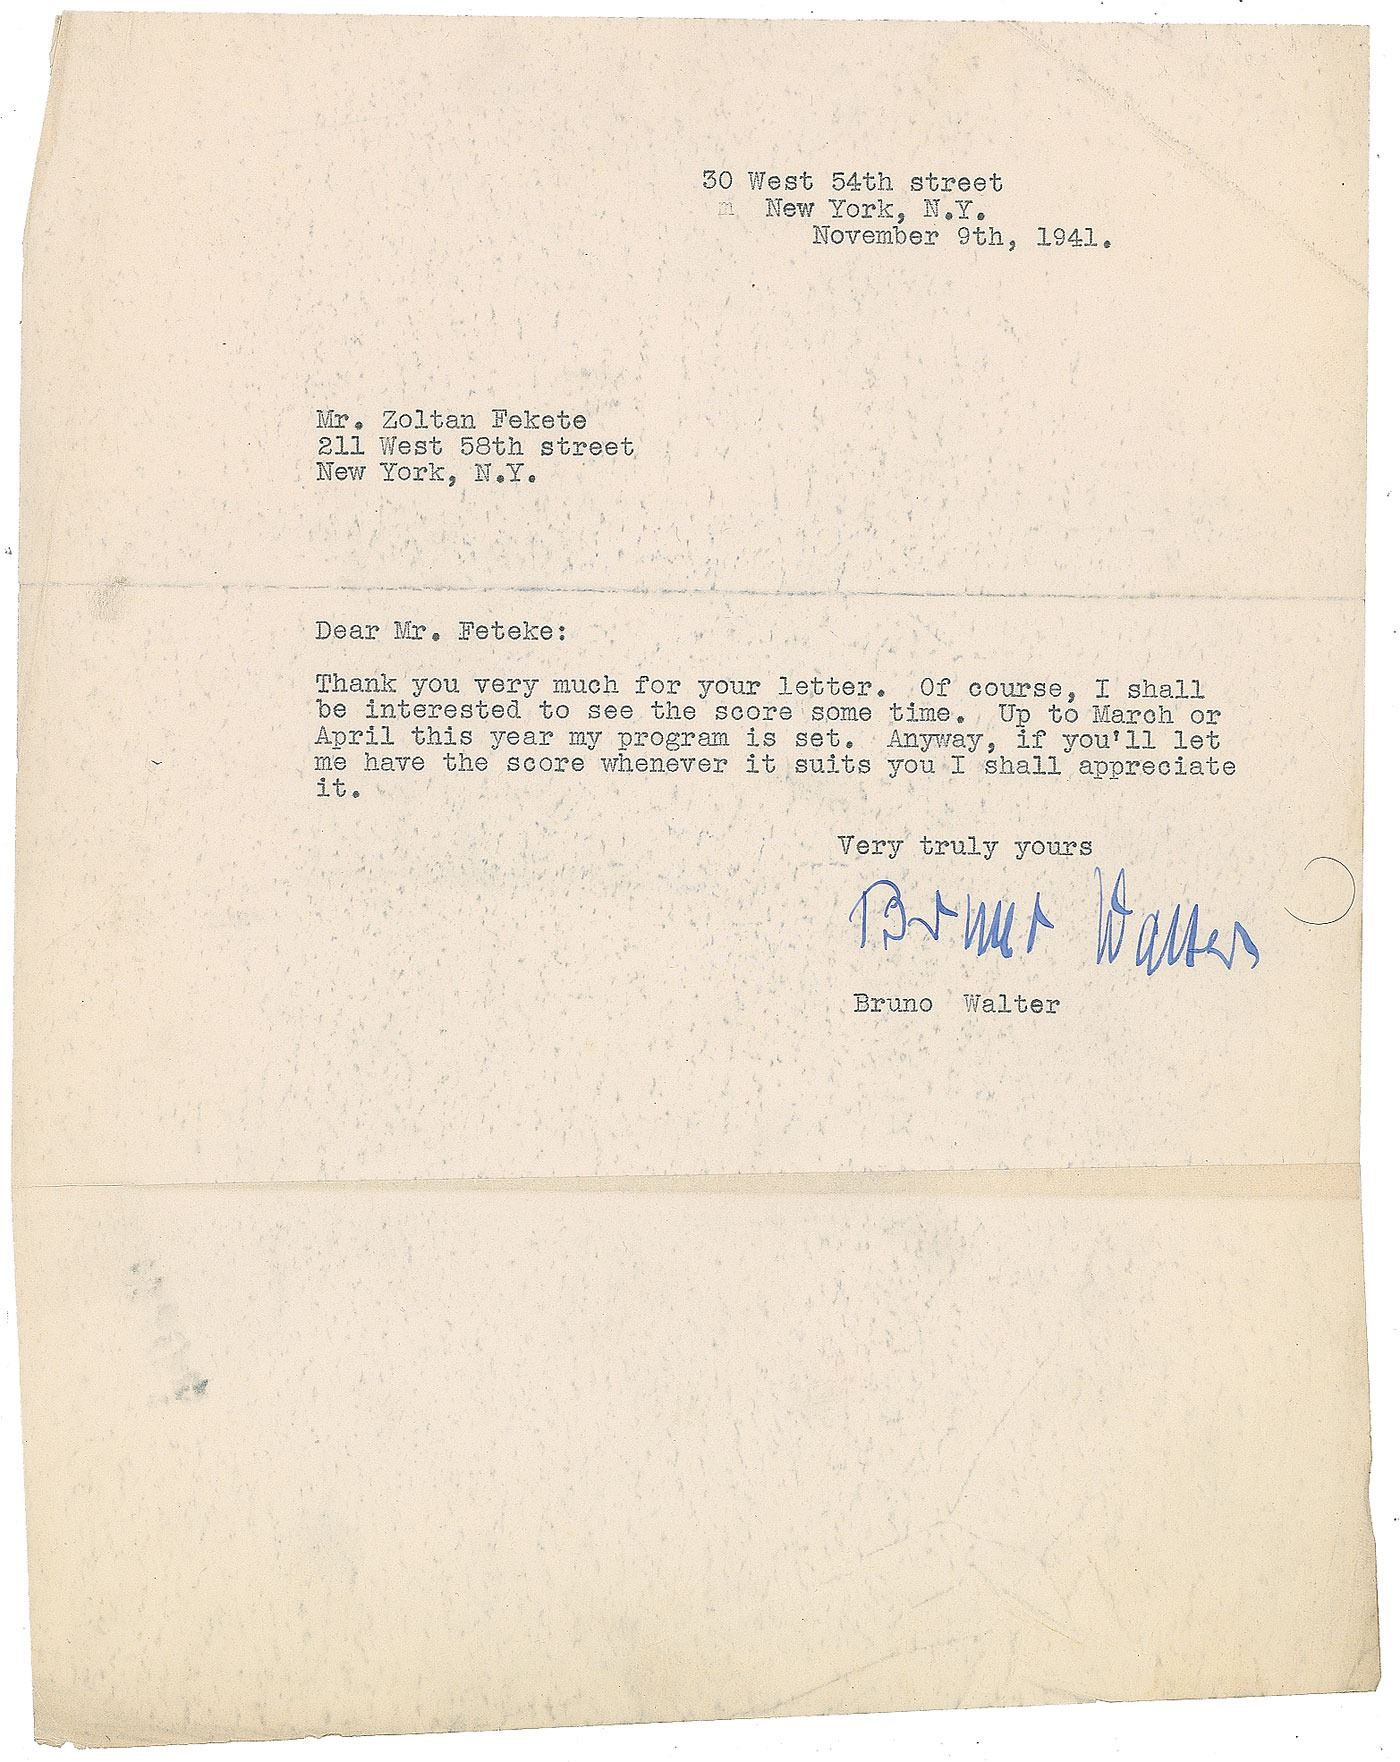 30 West 54th street
m New York, N.Y.
November 9th, 1941.
Mr. Zoltan Fekete
211 West 58th street
New York, N.Y.
Dear Mr. Feteke:
Thank you very much for your letter. Of course, I shall
be interested to see the score some time. Up to March or
April this year my program is set. Anyway, if you'll let
me have the score whenever it suits you I shall appreciate
it.
Very truly yours
Bruno Walter
Bruno Walter